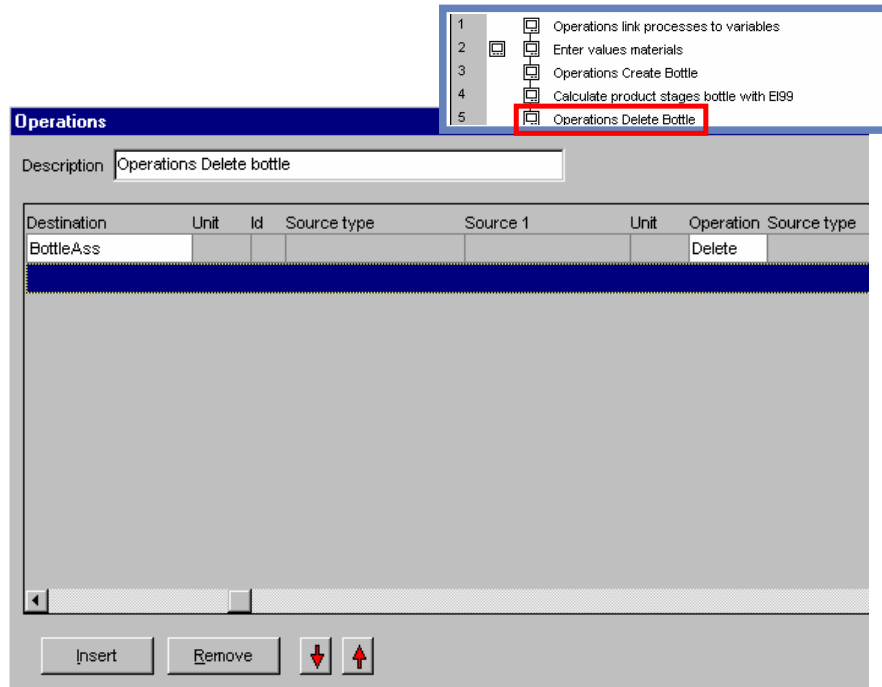 1 Operations link processes to variables
2 Enter values materials
3 Operations Create Bottle
4 Calculate product stages bottle with EI99
5 Operations Delete Bottle
Operations
Description Operations Delete bottle
Destination Unit Id Source type Source 1 Unit Operation Source type
BottleAss Delete
Insert Remove